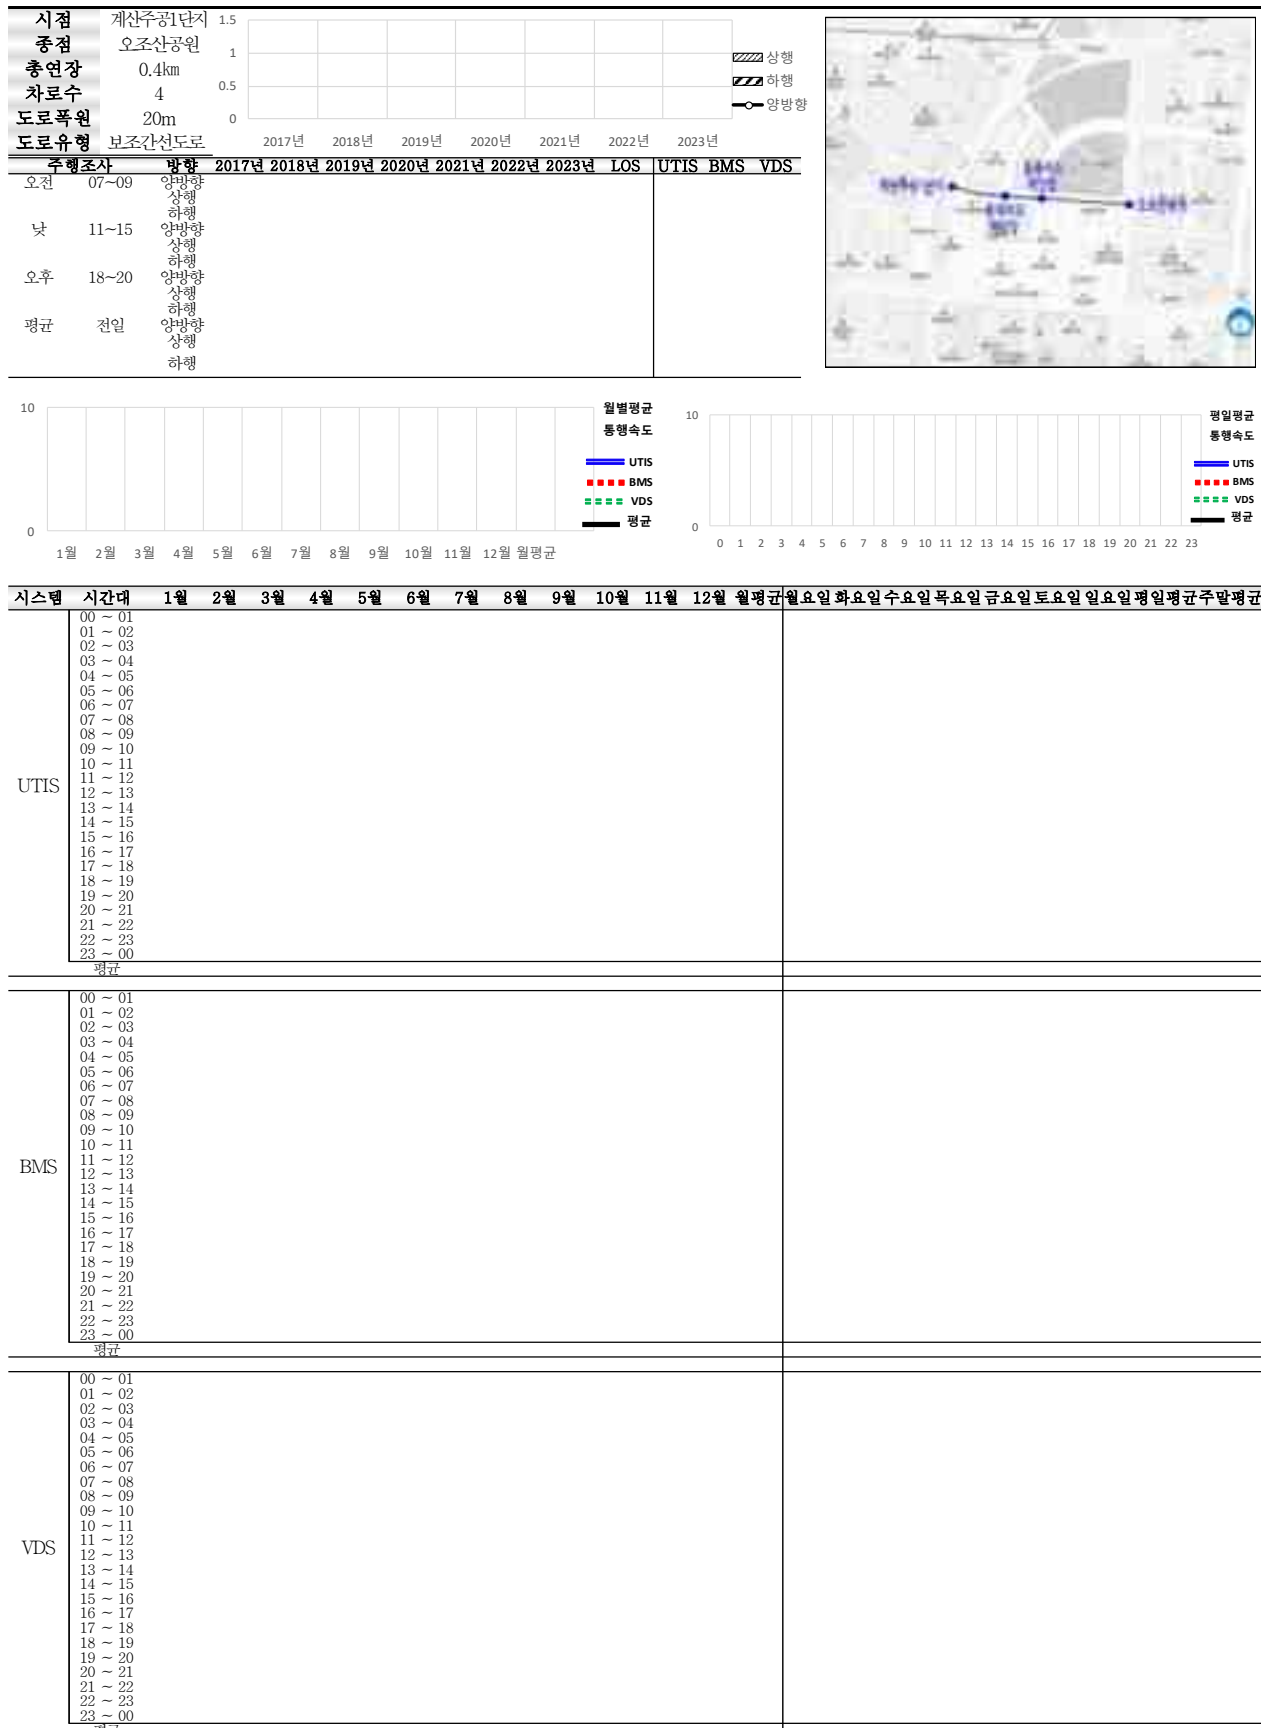 시점 계산주공1단지
종점 오조산공원
총연장 0.4km
차로수 4
도로폭원 20m
도로유형 보조간선도로
1.5
1
0.5
0
2017년 2018년 2019년 2020년 2021년 2022년 2023년
상행
하행
양방향
주행조사 방향 2017년 2018년 2019년 2020년 2021년 2022년 2023년 LOS UTIS BMS VDS
오전 07~09 양방향
상행
하행
낮 11~15 양방향
상행
하행
오후 18~20 양방향
상행
하행
평균 전일 양방향
상행
하행
10
0
1월 2월 3월 4월 5월 6월 7월 8월 9월 10월 11월 12월 월평균
월별평균
통행속도
UTIS
BMS
VDS
평균
10
0
0 1 2 3 4 5 6 7 8 9 10 11 12 13 14 15 16 17 18 19 20 21 22 23
평일평균
통행속도
UTIS
BMS
VDS
평균
시스템 시간대 1월 2월 3월 4월 5월 6월 7월 8월 9월 10월 11월 12월 월평균 월요일 화요일 수요일 목요일 금요일 토요일 일요일 평일평균 주말평균
UTIS
00 ~ 01
01 ~ 02
02 ~ 03
03 ~ 04
04 ~ 05
05 ~ 06
06 ~ 07
07 ~ 08
08 ~ 09
09 ~ 10
10 ~ 11
11 ~ 12
12 ~ 13
13 ~ 14
14 ~ 15
15 ~ 16
16 ~ 17
17 ~ 18
18 ~ 19
19 ~ 20
20 ~ 21
21 ~ 22
22 ~ 23
23 ~ 00
평균
BMS
00 ~ 01
01 ~ 02
02 ~ 03
03 ~ 04
04 ~ 05
05 ~ 06
06 ~ 07
07 ~ 08
08 ~ 09
09 ~ 10
10 ~ 11
11 ~ 12
12 ~ 13
13 ~ 14
14 ~ 15
15 ~ 16
16 ~ 17
17 ~ 18
18 ~ 19
19 ~ 20
20 ~ 21
21 ~ 22
22 ~ 23
23 ~ 00
평균
VDS
00 ~ 01
01 ~ 02
02 ~ 03
03 ~ 04
04 ~ 05
05 ~ 06
06 ~ 07
07 ~ 08
08 ~ 09
09 ~ 10
10 ~ 11
11 ~ 12
12 ~ 13
13 ~ 14
14 ~ 15
15 ~ 16
16 ~ 17
17 ~ 18
18 ~ 19
19 ~ 20
20 ~ 21
21 ~ 22
22 ~ 23
23 ~ 00
평균